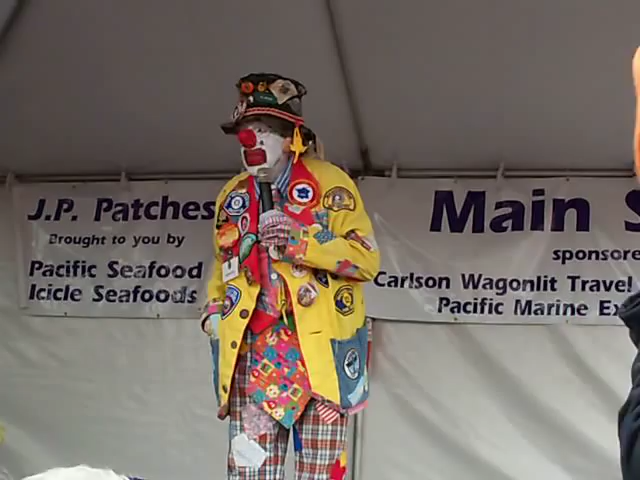 J.P. Patches
Brought to you by
Pacific Seafood
Icicle Seafoods
Main S
sponsore
Carlson Wagonlit Travel
Pacific Marine Ex